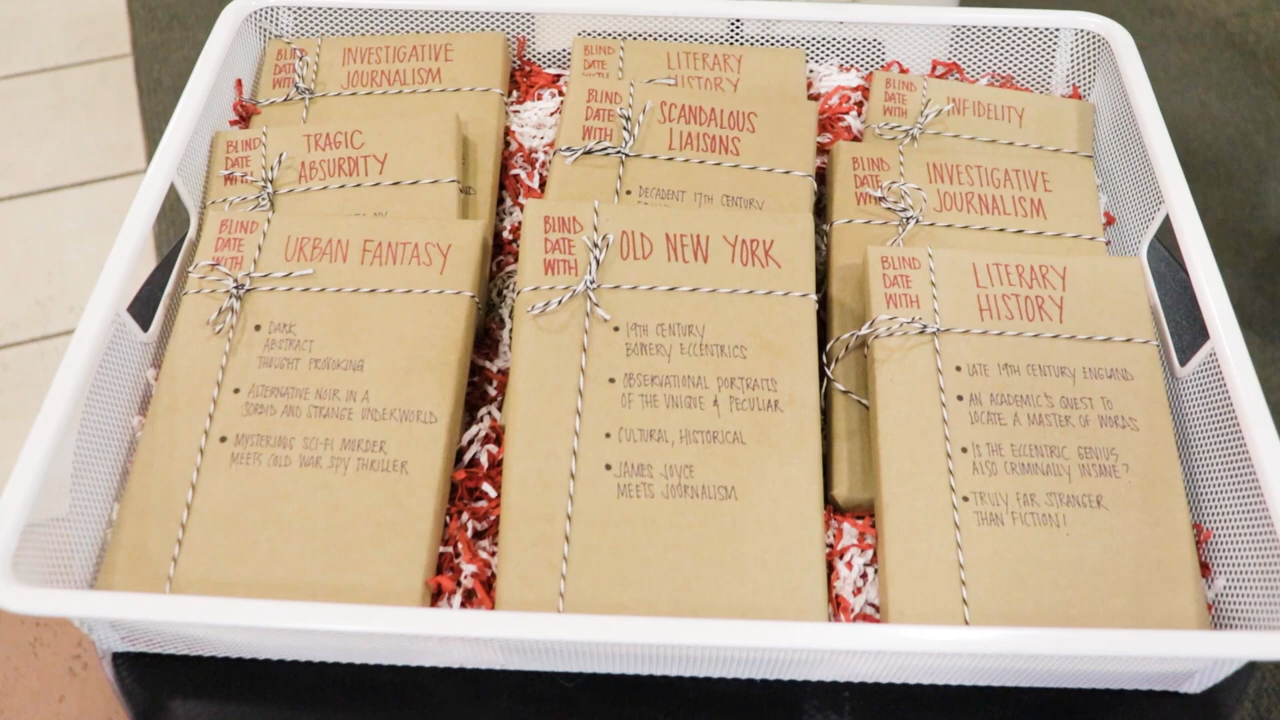 BLIND
DATE
WITH
INVESTIGATIVE
JOURNALISM
BLIND
DATE
WITH
LITERARY
HISTORY
BLIND
DATE
WITH
INFIDELITY
BLIND
DATE
WITH
TRAGIC
ABSURDITY
BLIND
DATE
WITH
SCANDALOUS
LIAISONS
• DECADENT 17TH CENTURY
BLIND
DATE
WITH
INVESTIGATIVE
JOURNALISM
BLIND
DATE
WITH
URBAN FANTASY
• DARK
ABSTRACT
THOUGHT PROVOKING
• ALTERNATIVE NOIR IN A
SORDID AND STRANGE UNDERWORLD
• MYSTERIOUS SCI-FI MURDER
MEETS COLD WAR SPY THRILLER
BLIND
DATE
WITH
OLD NEW YORK
• 19TH CENTURY
BOWERY ECCENTRICS
• OBSERVATIONAL PORTRAITS
OF THE UNIQUE & PECULIAR
• CULTURAL, HISTORICAL
• JAMES JOYCE
MEETS JOURNALISM
BLIND
DATE
WITH
LITERARY
HISTORY
• LATE 19TH CENTURY ENGLAND
• AN ACADEMIC'S QUEST TO
LOCATE A MASTER OF WORDS
• IS THE ECCENTRIC GENIUS
ALSO CRIMINALLY INSANE?
• TRULY FAR STRANGER
THAN FICTION!